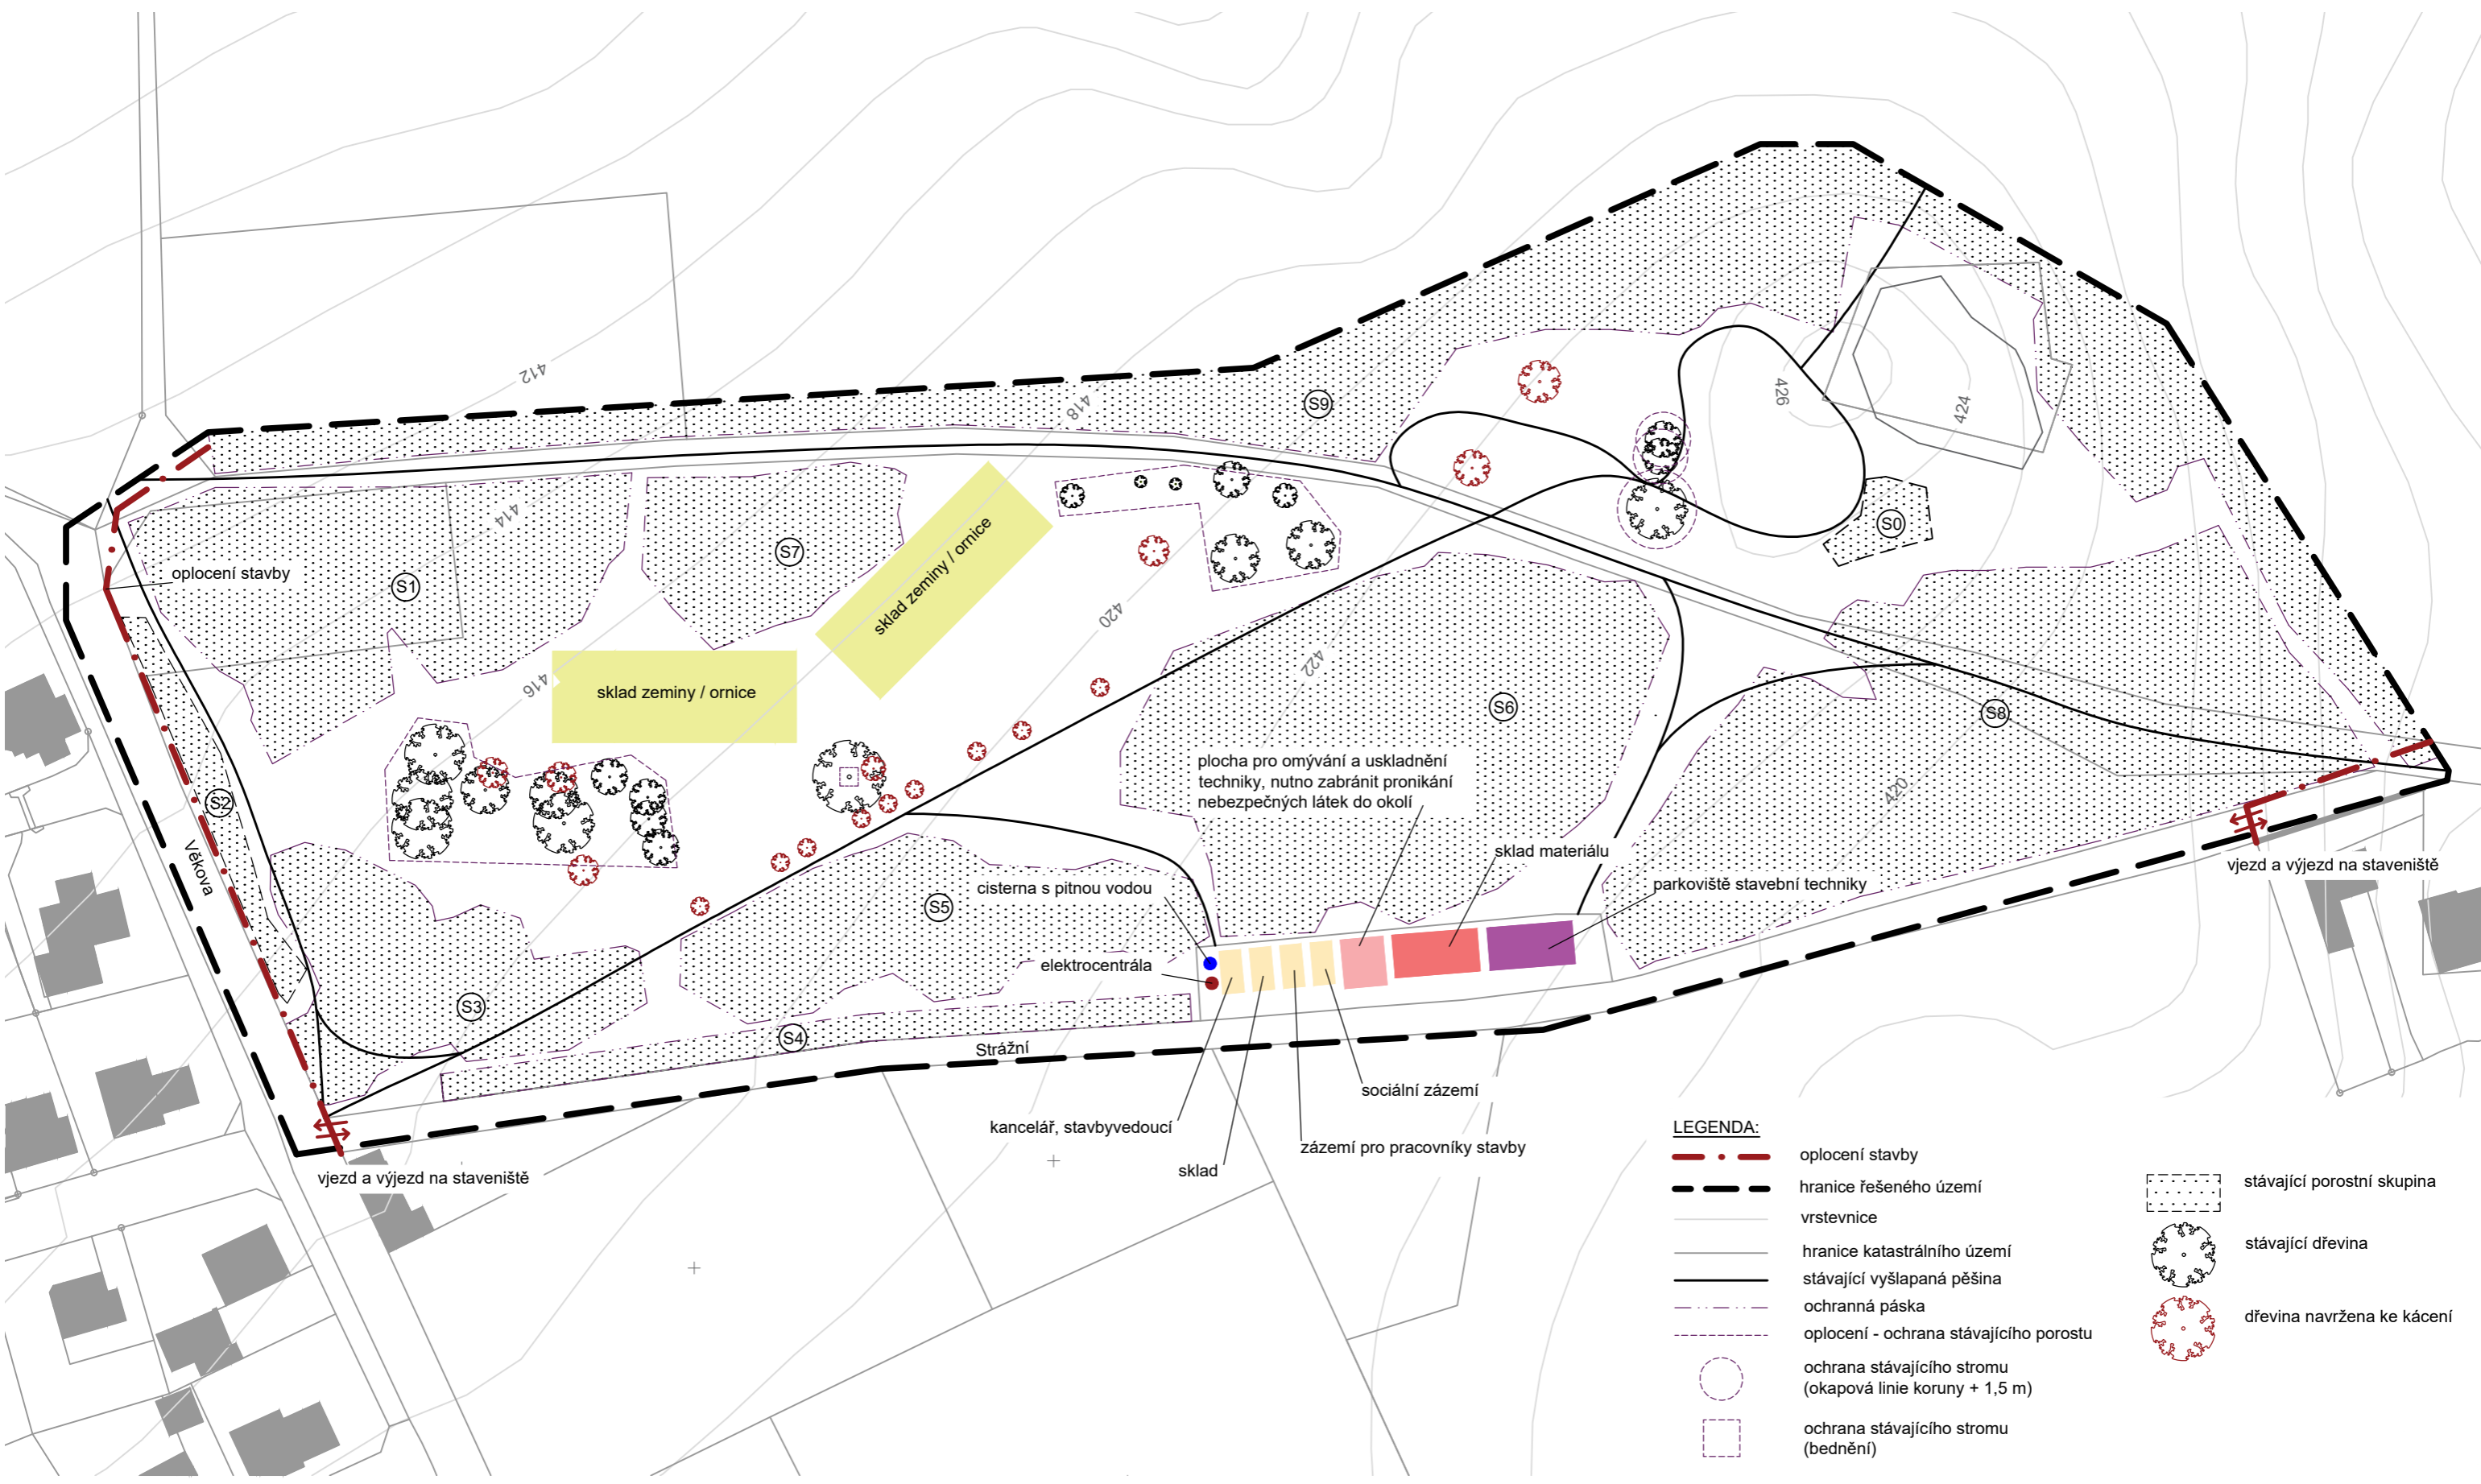 412
418
S9
426
424
414
S7
sklad zeminy / ornice
S0
oplocení stavby
S1
420
422
416
sklad zeminy / ornice
S6
S8
plocha pro omývání a uskladnění
techniky, nutno zabránit pronikání
nebezpečných látek do okolí
420
S2
Věkova
sklad materiálu
vjezd a výjezd na staveniště
cisterna s pitnou vodou
parkoviště stavební techniky
S5
elektrocentrála
S3
S4
Strážní
sociální zázemí
kancelář, stavbyvedoucí
zázemí pro pracovníky stavby
sklad
vjezd a výjezd na staveniště
LEGENDA:
oplocení stavby
hranice řešeného území
vrstevnice
hranice katastrálního území
stávající vyšlapaná pěšina
ochranná páska
oplocení - ochrana stávajícího porostu
ochrana stávajícího stromu
(okapová linie koruny + 1,5 m)
ochrana stávajícího stromu
(bednění)
stávající porostní skupina
stávající dřevina
dřevina navržena ke kácení